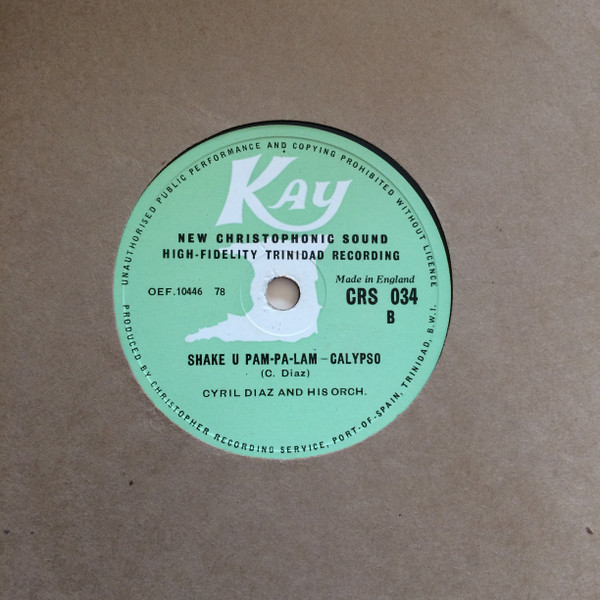 UNAUTHORISED PUBLIC PERFORMANCE AND COPYING PROHIBITED WITHOUT LICENCE
KAY
NEW CHRISTOPHONIC SOUND
HIGH-FIDELITY TRINIDAD RECORDING
Made in England
OEF.10446 78
CRS 034
B
SHAKE U PAM-PA-LAM - CALYPSO
(C. Diaz)
CYRIL DIAZ AND HIS ORCH.
PRODUCED BY CHRISTOPHER RECORDING SERVICE, PORT-OF-SPAIN, TRINIDAD, B.W.I.